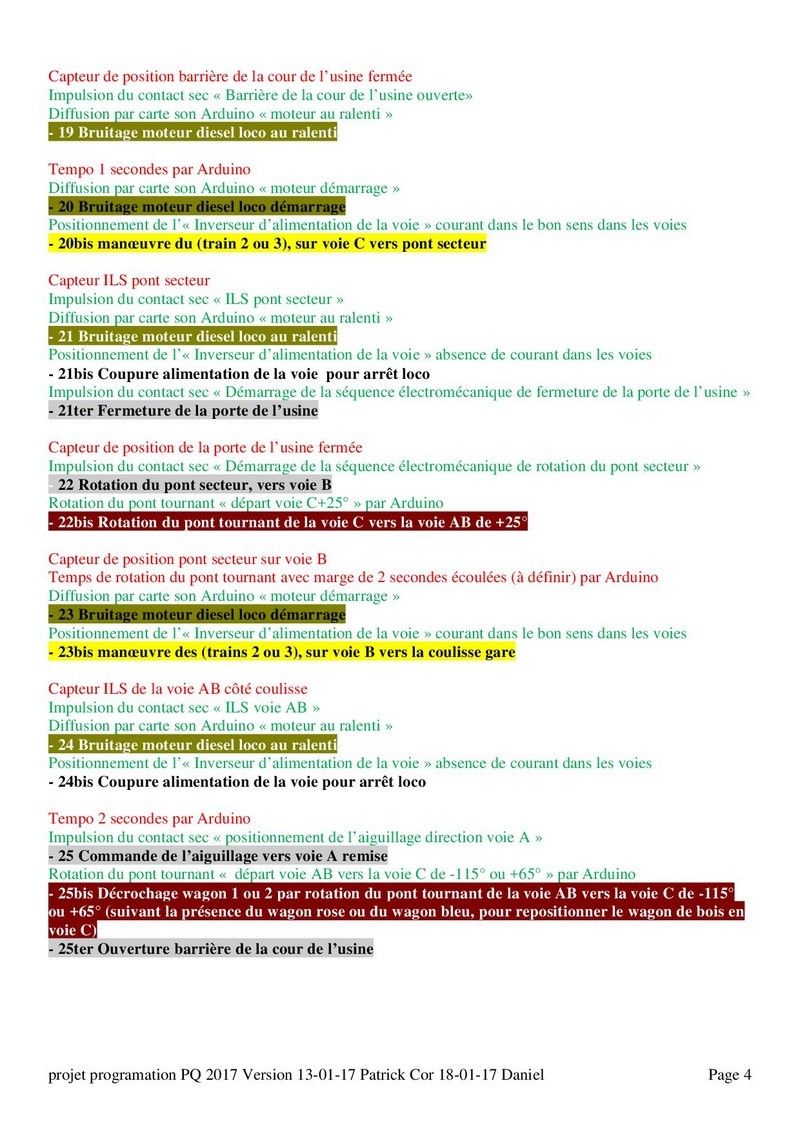 Capteur de position barrière de la cour de l’usine fermée
Impulsion du contact sec « Barrière de la cour de l’usine ouverte»
Diffusion par carte son Arduino « moteur au ralenti »
- 19 Bruitage moteur diesel loco au ralenti
Tempo 1 secondes par Arduino
Diffusion par carte son Arduino « moteur démarrage »
- 20 Bruitage moteur diesel loco démarrage
Positionnement de l’« Inverseur d’alimentation de la voie » courant dans le bon sens dans les voies
- 20bis manœuvre du (train 2 ou 3), sur voie C vers pont secteur
Capteur ILS pont secteur
Impulsion du contact sec « ILS pont secteur »
Diffusion par carte son Arduino « moteur au ralenti »
- 21 Bruitage moteur diesel loco au ralenti
Positionnement de l’« Inverseur d’alimentation de la voie » absence de courant dans les voies
- 21bis Coupure alimentation de la voie pour arrêt loco
Impulsion du contact sec « Démarrage de la séquence électromécanique de fermeture de la porte de l’usine »
- 21ter Fermeture de la porte de l’usine
Capteur de position de la porte de l’usine fermée
Impulsion du contact sec « Démarrage de la séquence électromécanique de rotation du pont secteur »
- 22 Rotation du pont secteur, vers voie B
Rotation du pont tournant « départ voie C+25° » par Arduino
- 22bis Rotation du pont tournant de la voie C vers la voie AB de +25°
Capteur de position pont secteur sur voie B
Temps de rotation du pont tournant avec marge de 2 secondes écoulées (à définir) par Arduino
Diffusion par carte son Arduino « moteur démarrage »
- 23 Bruitage moteur diesel loco démarrage
Positionnement de l’« Inverseur d’alimentation de la voie » courant dans le bon sens dans les voies
- 23bis manœuvre des (trains 2 ou 3), sur voie B vers la coulisse gare
Capteur ILS de la voie AB côté coulisse
Impulsion du contact sec « ILS voie AB »
Diffusion par carte son Arduino « moteur au ralenti »
- 24 Bruitage moteur diesel loco au ralenti
Positionnement de l’« Inverseur d’alimentation de la voie » absence de courant dans les voies
- 24bis Coupure alimentation de la voie pour arrêt loco
Tempo 2 secondes par Arduino
Impulsion du contact sec « positionnement de l’aiguillage direction voie A »
- 25 Commande de l’aiguillage vers voie A remise
Rotation du pont tournant « départ voie AB vers la voie C de -115° ou +65° » par Arduino
- 25bis Décrochage wagon 1 ou 2 par rotation du pont tournant de la voie AB vers la voie C de -115°
ou +65° (suivant la présence du wagon rose ou du wagon bleu, pour repositionner le wagon de bois en
voie C)
- 25ter Ouverture barrière de la cour de l’usine
projet programation PQ 2017 Version 13-01-17 Patrick Cor 18-01-17 Daniel Page 4